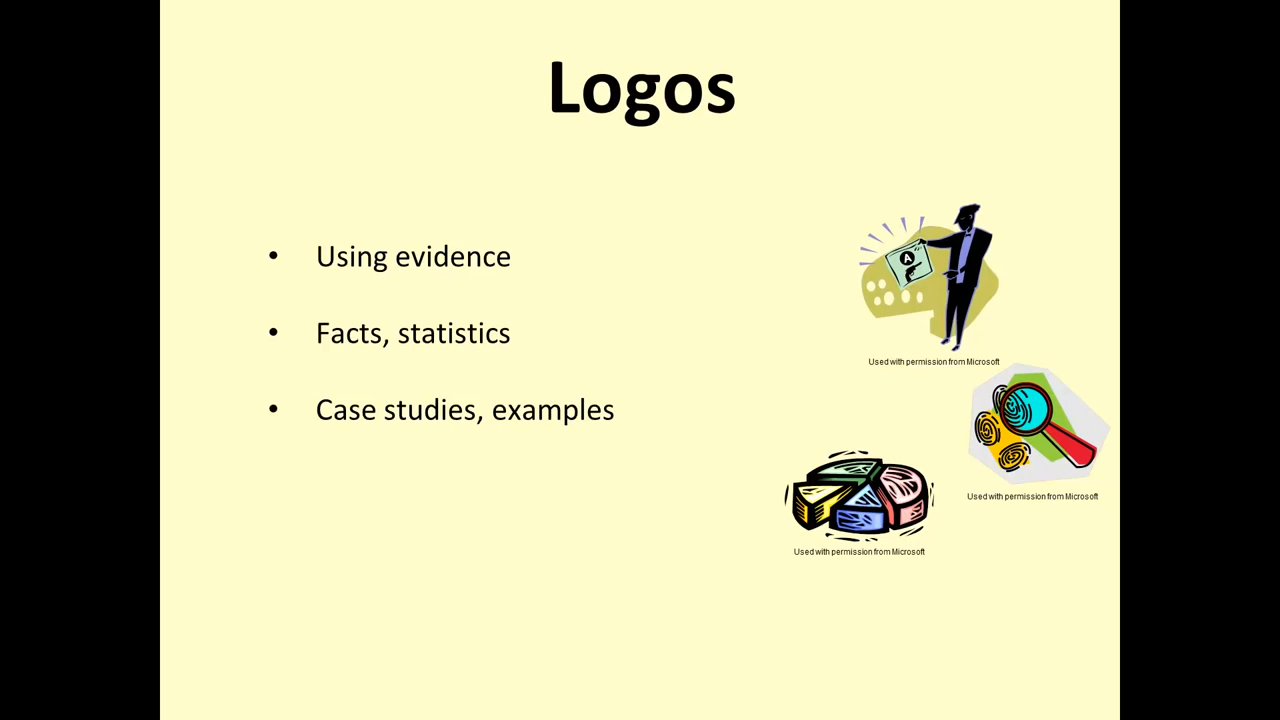 Logos
• Using evidence
• Facts, statistics
• Case studies, examples
A
Used with permission from Microsoft
Used with permission from Microsoft
Used with permission from Microsoft